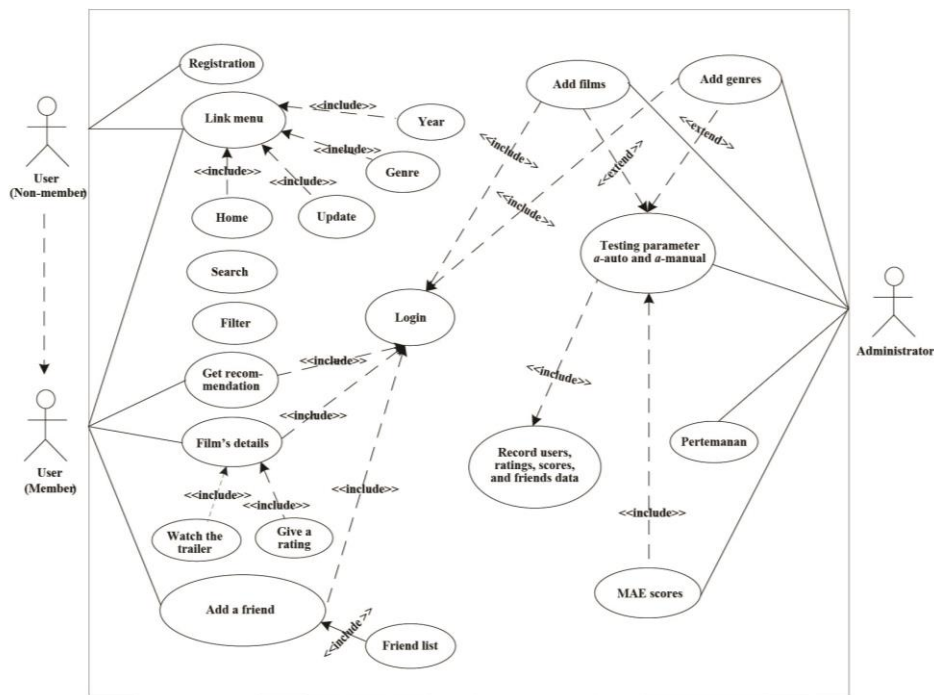 Registration
Link menu
<<include>>
Year
<<include>>
Genre
<<include>>
<<include>>
Home
Update
Search
Filter
Get recom-
mendation
<<include>>
Film's details
<<include>>
<<include>>
<<include>>
Watch the
trailer
Give a
rating
Add a friend
<<include>>
<<include>>
Friend list
User
(Non-member)
User
(Member)
Login
Add films
Add genres
<<include>>
<<extend>>
<<extend>>
<<include>>
Testing parameter
a-auto and a-manual
<<include>>
Record users,
ratings, scores,
and friends data
<<include>>
MAE scores
Pertemanan
Administrator